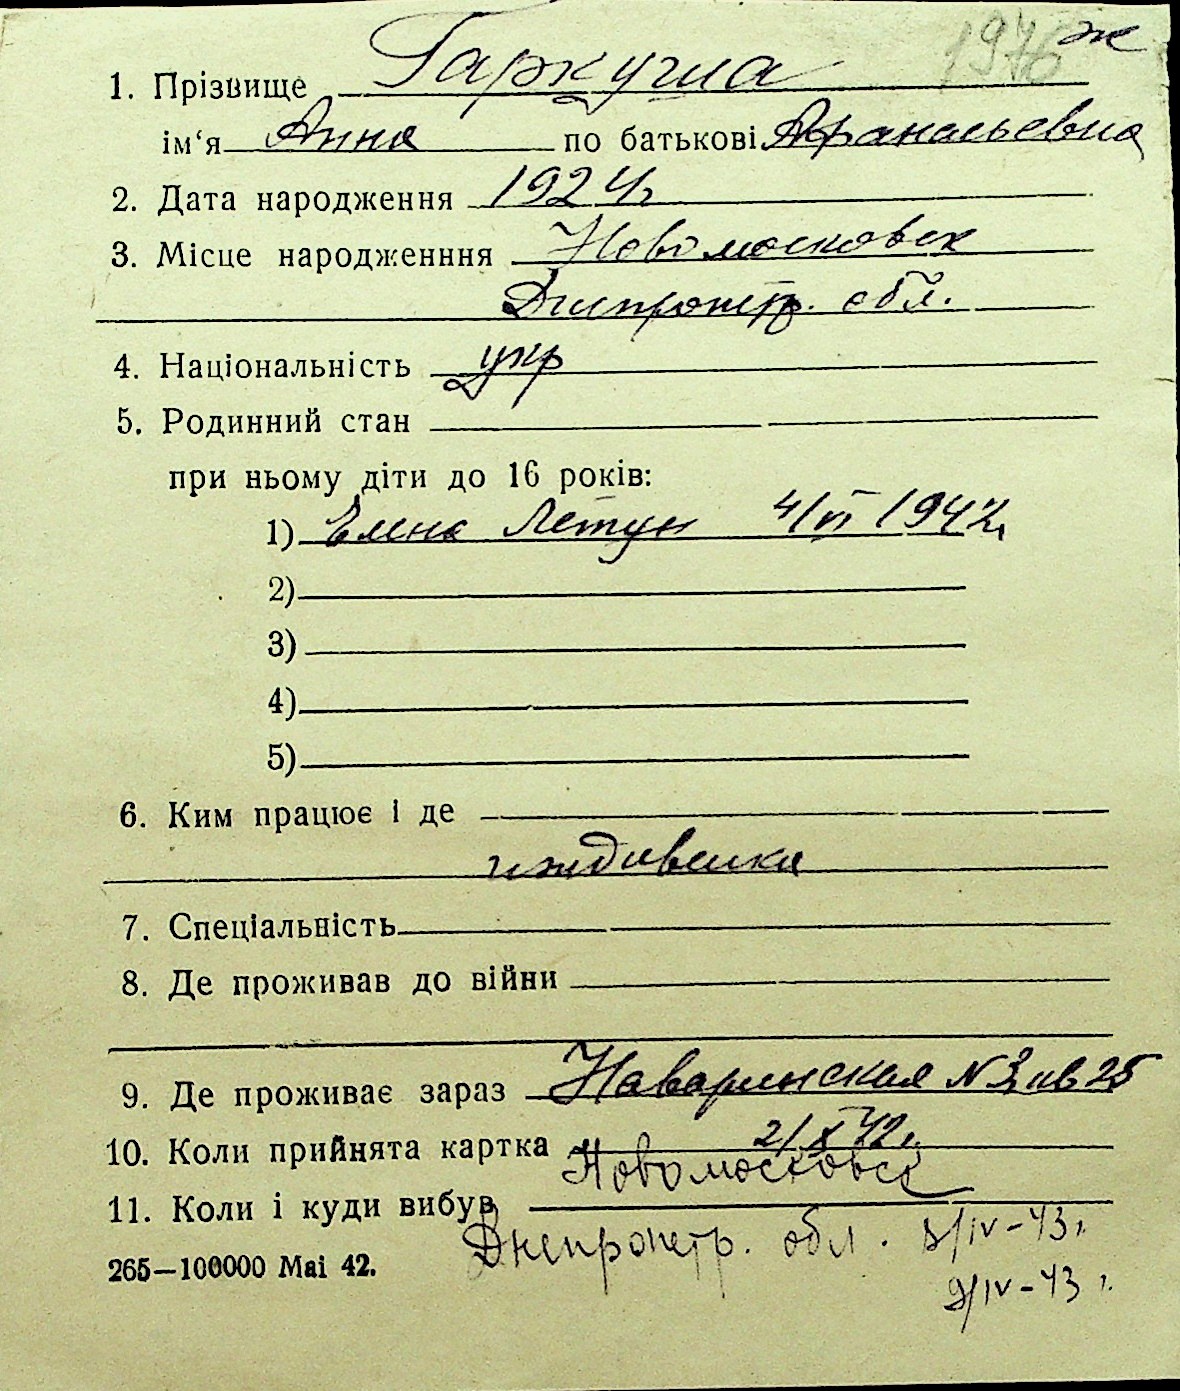 1976 ж
1. Прізвище Гаркуша
ім‘я Анна по батькові Афанасьевна
2. Дата народження 1924 г
3. Місце народженння Новомосковск
Днипропетр. обл.
4. Національність укр
5. Родинний стан
при ньому діти до 16 років:
1) Елена Летун 4/VI 1942 г.
2)
3)
4)
5)
6. Ким працює і де
иждивенка
7. Спеціальність
8. Де проживав до війни
9. Де проживає зараз Наваринская N 3 кв 25
10. Коли прийнята картка 2/X 42 г.
Новомосковск
11. Коли і куди вибув
Днепропетр. обл. 8/IV-43 г.
265—100000 Mai 42.
9/IV-43 г.